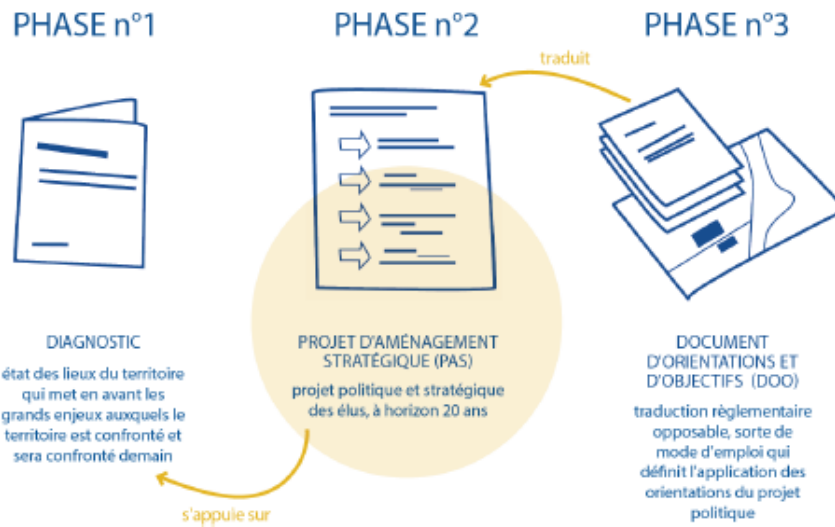 PHASE n°1
DIAGNOSTIC
état des lieux du territoire
qui met en avant les
grands enjeux auxquels le
territoire est confronté et
sera confronté demain
s'appuie sur
PHASE n°2
PROJET D'AMÉNAGEMENT
STRATÉGIQUE (PAS)
projet politique et stratégique
des élus, à horizon 20 ans
traduit
PHASE n°3
DOCUMENT
D'ORIENTATIONS ET
D'OBJECTIFS (DOO)
traduction règlementaire
opposable, sorte de
mode d'emploi qui
définit l'application des
orientations du projet
politique